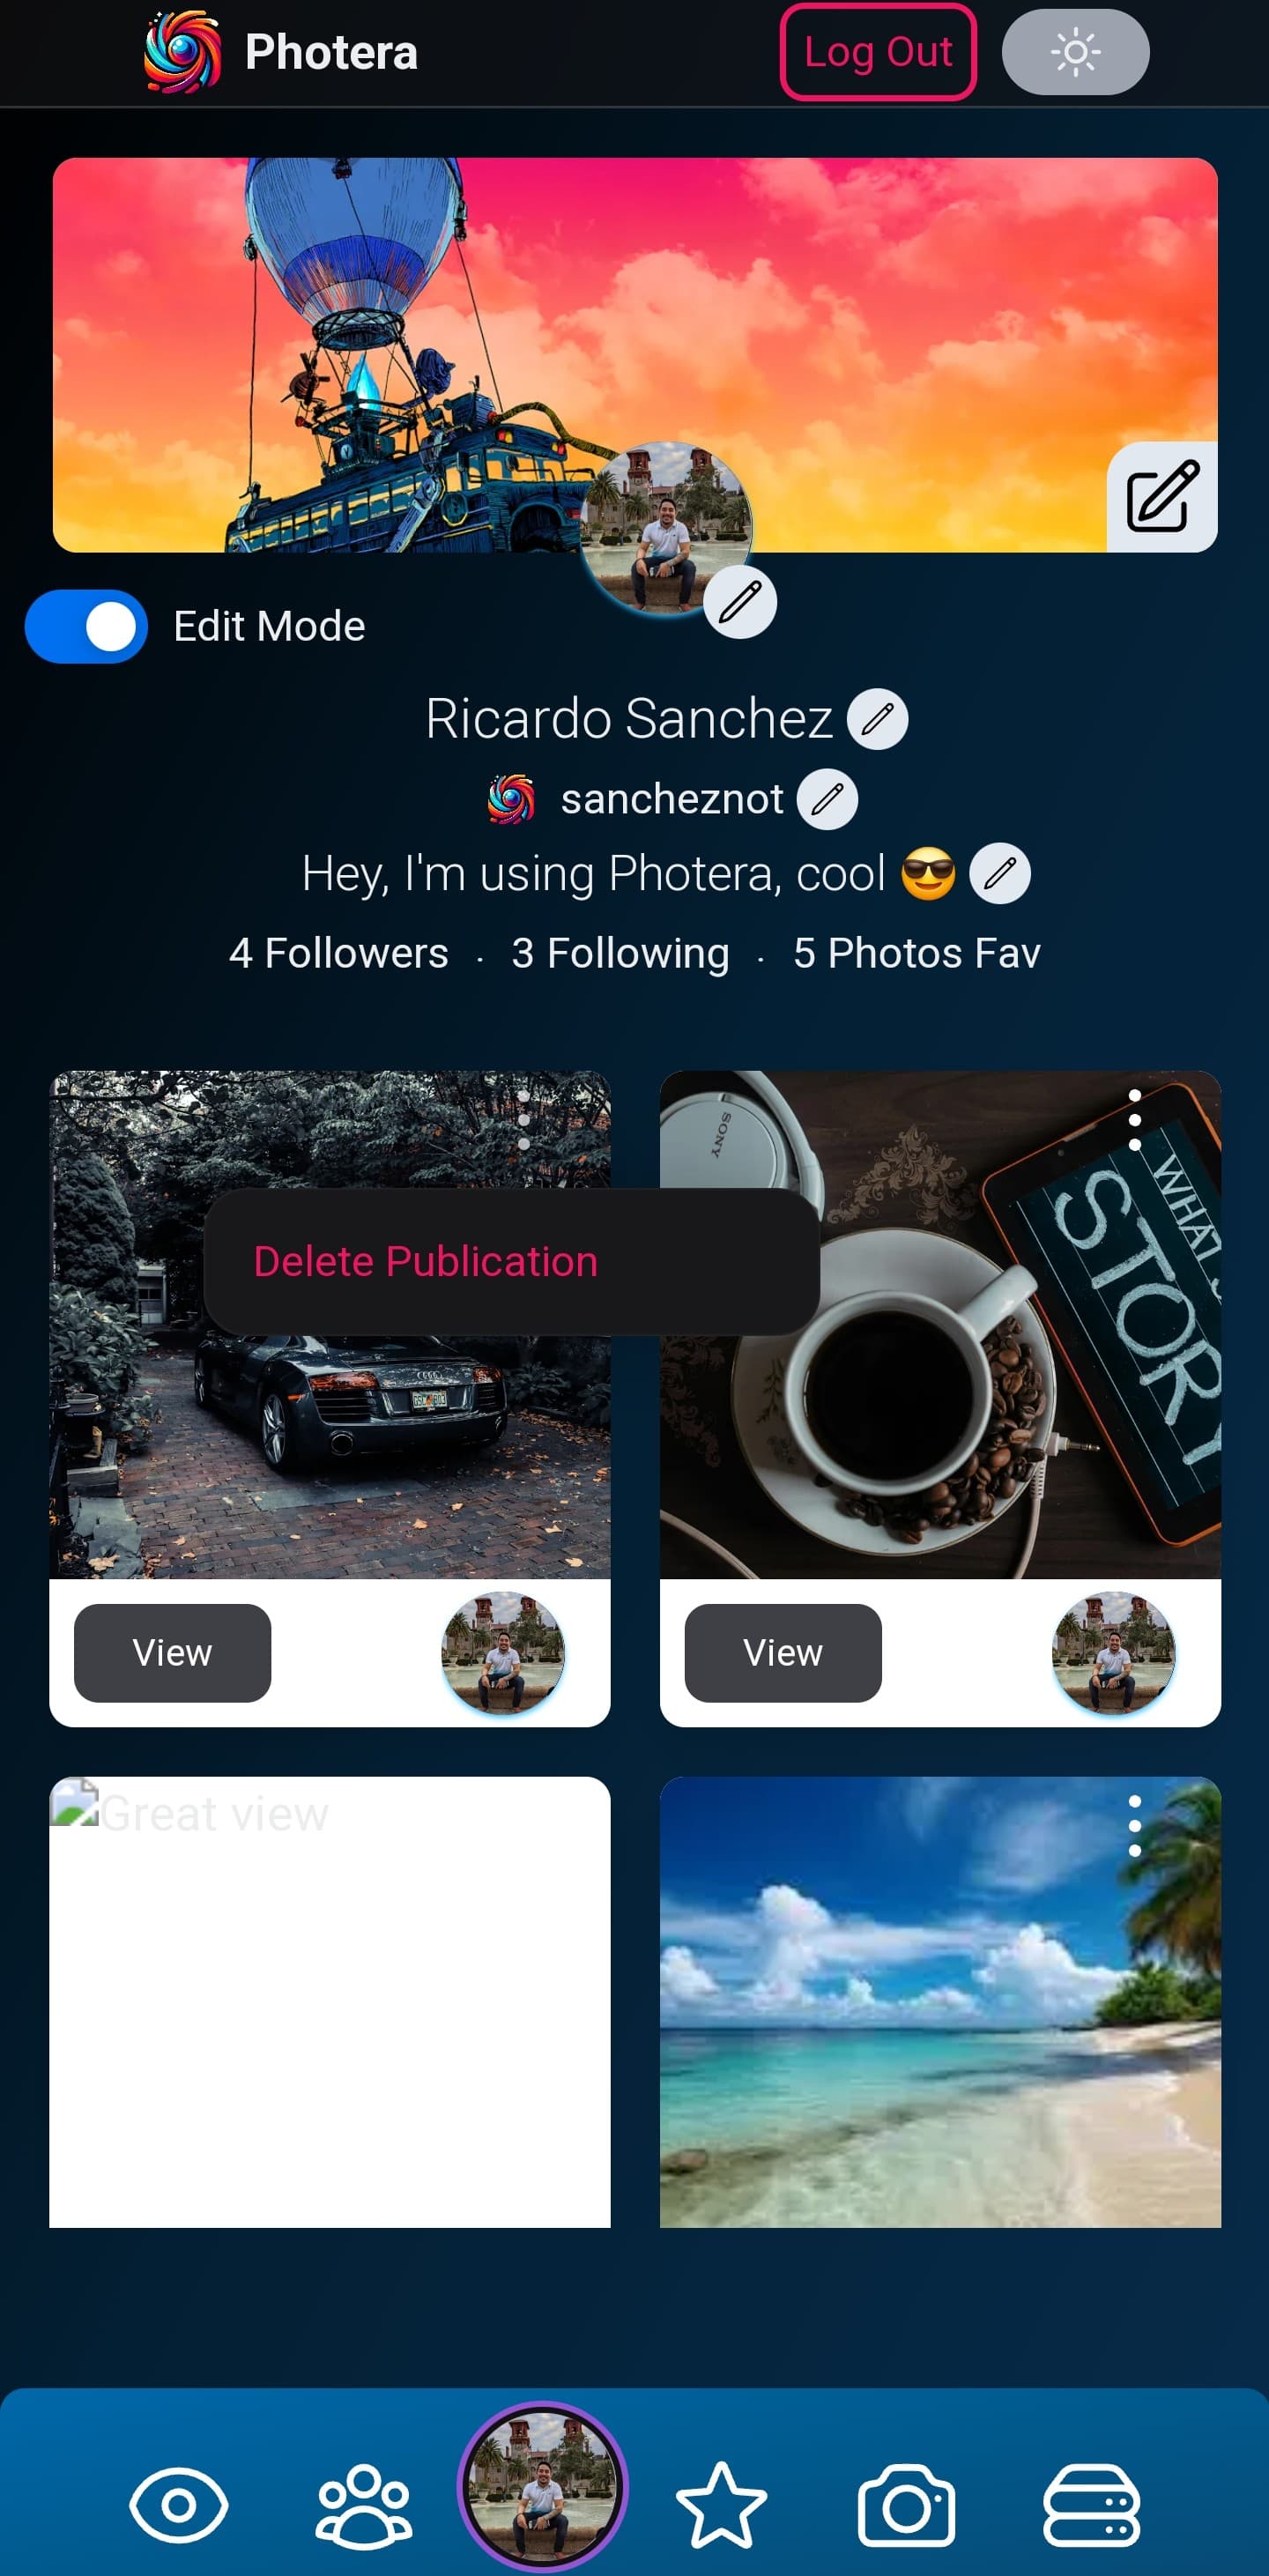 Photera
Log Out
Edit Mode
Ricardo Sanchez
sancheznot
Hey, I'm using Photera, cool 😎
4 Followers · 3 Following · 5 Photos Fav
SONY
WHAT'S
STORY
Delete Publication
View
View
Great view